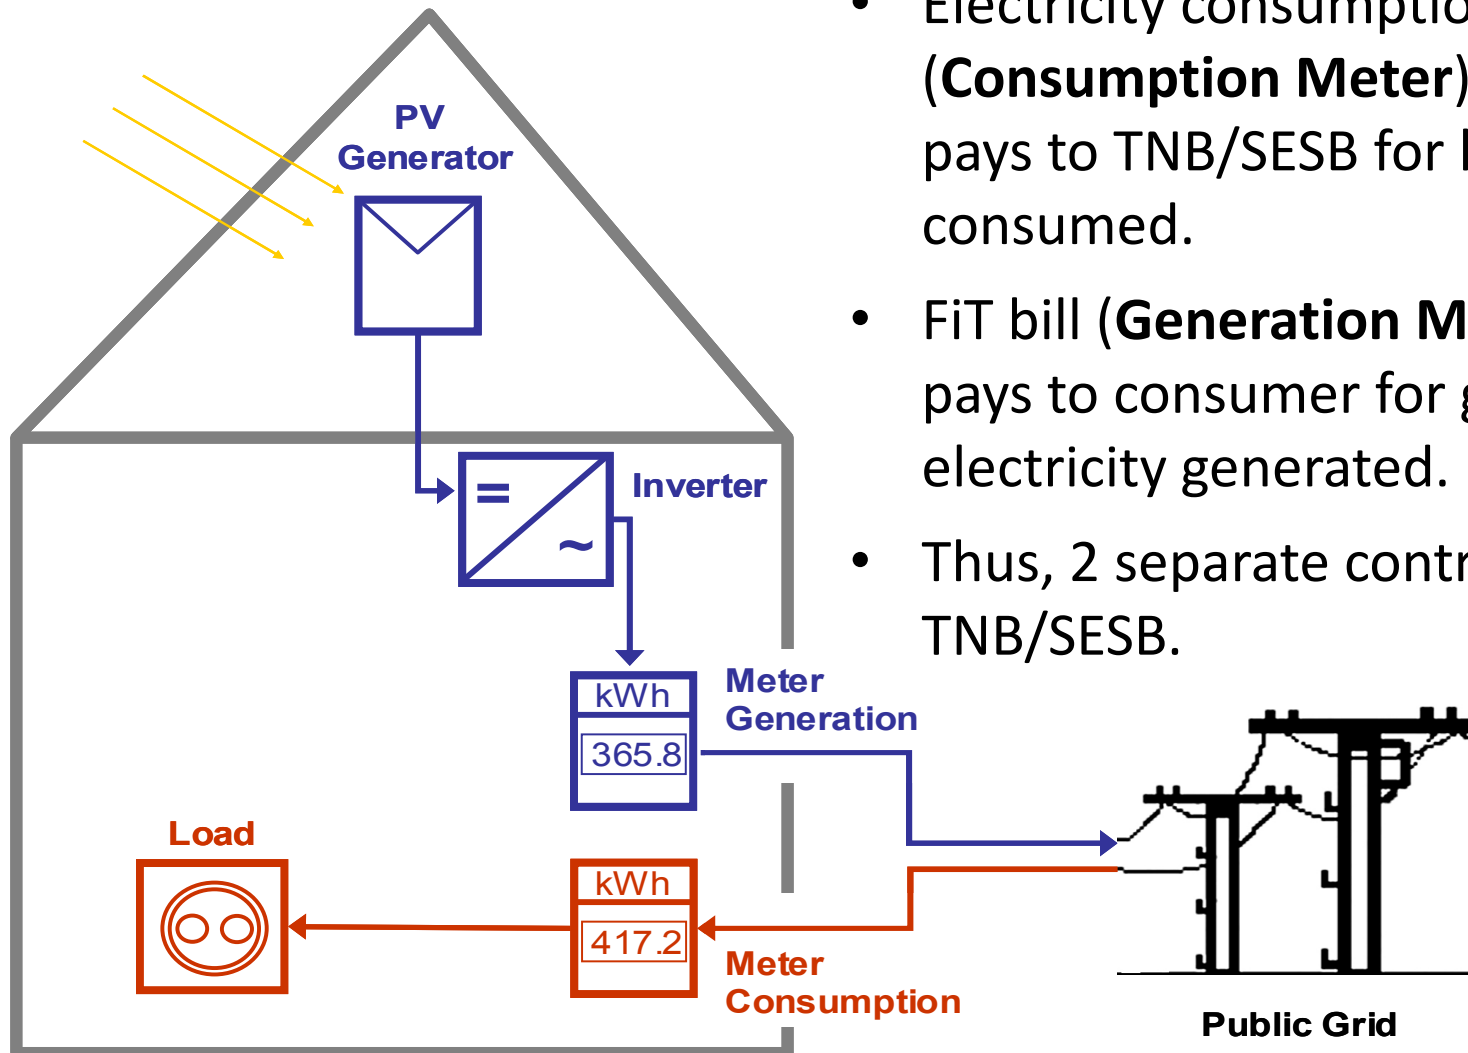 • Electricity consumptio
(Consumption Meter)
pays to TNB/SESB for
consumed.
• FiT bill (Generation M
pays to consumer for
electricity generated.
• Thus, 2 separate contr
TNB/SESB.
PV
Generator
=
~
Inverter
kWh
365.8
Meter
Generation
Load
kWh
417.2
Meter
Consumption
Public Grid